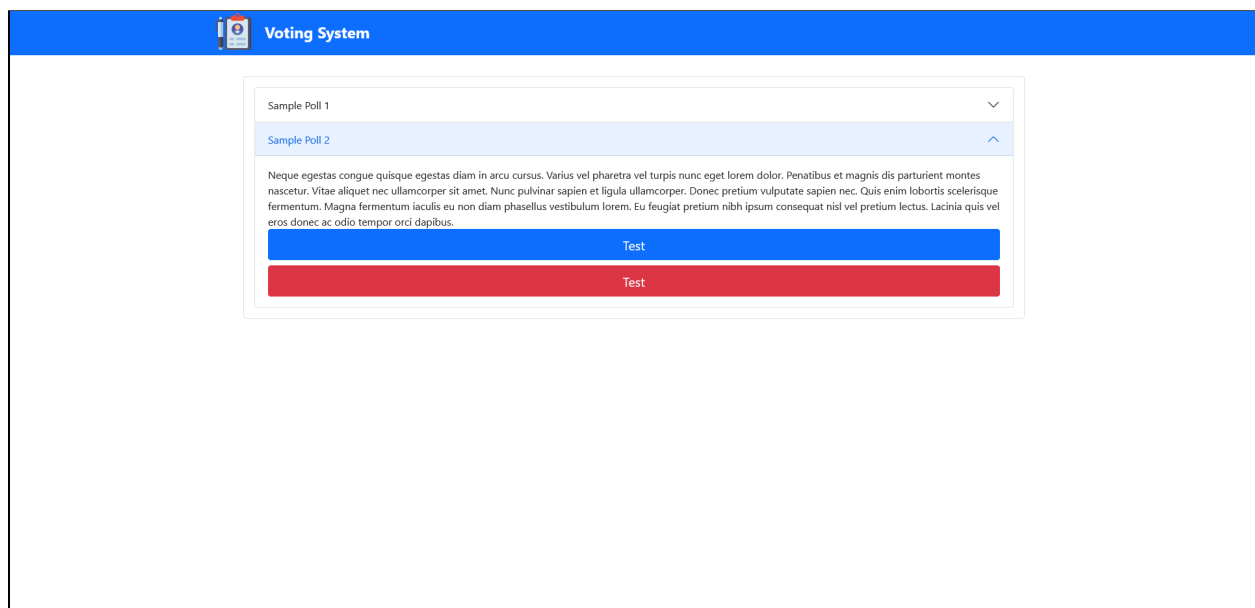 Voting System
Sample Poll 1
Sample Poll 2
Neque egestas congue quisque egestas diam in arcu cursus. Varius vel pharetra vel turpis nunc eget lorem dolor. Penatibus et magnis dis parturient montes
nascetur. Vitae aliquet nec ullamcorper sit amet. Nunc pulvinar sapien et ligula ullamcorper. Donec pretium vulputate sapien nec. Quis enim lobortis scelerisque
fermentum. Magna fermentum iaculis eu non diam phasellus vestibulum lorem. Eu feugiat pretium nibh ipsum consequat nisl vel pretium lectus. Lacinia quis vel
eros donec ac odio tempor orci dapibus.
Test
Test